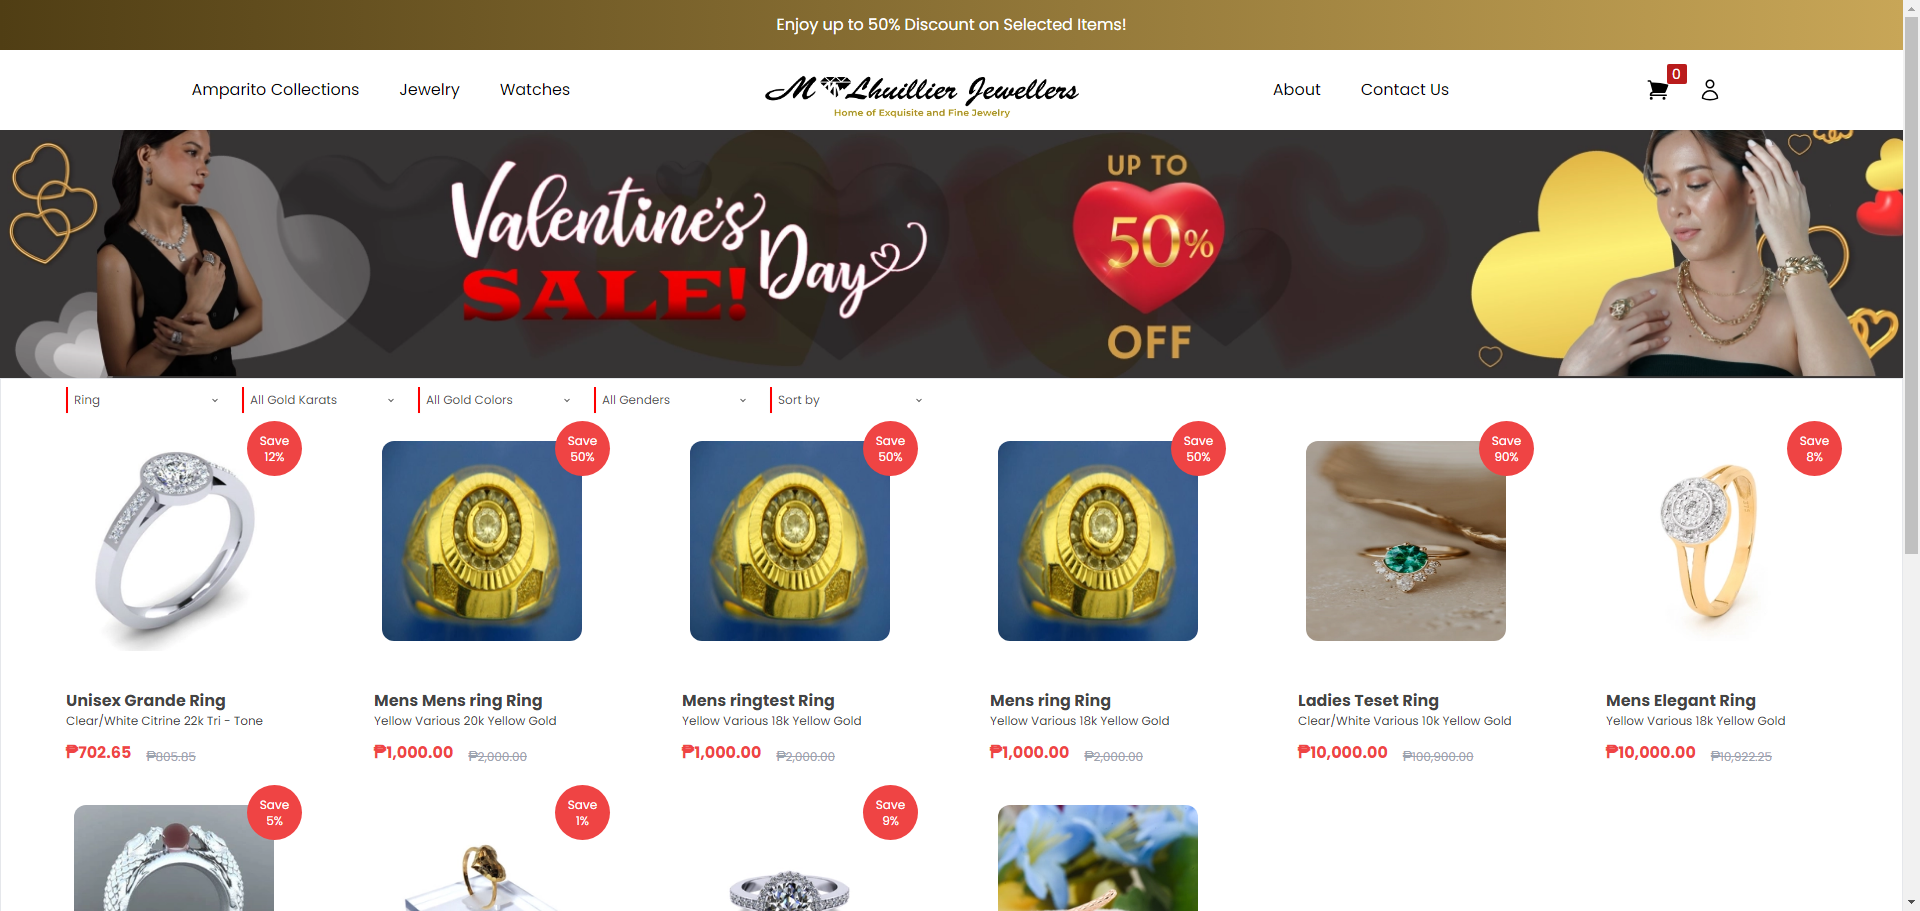 Enjoy up to 50% Discount on Selected Items!
Amparito Collections
Jewelry
Watches
M Lhuillier Jewellers
Home of Exquisite and Fine Jewelry
About
Contact Us
0
Valentine's
Day
SALE!
UP TO
50%
OFF
Ring
All Gold Karats
All Gold Colors
All Genders
Sort by
Save
12%
Save
50%
Save
50%
Save
50%
Save
90%
Save
8%
Unisex Grande Ring
Clear/White Citrine 22k Tri - Tone
₱702.65 ₱805.85
Mens Mens ring Ring
Yellow Various 20k Yellow Gold
₱1,000.00 ₱2,000.00
Mens ringtest Ring
Yellow Various 18k Yellow Gold
₱1,000.00 ₱2,000.00
Mens ring Ring
Yellow Various 18k Yellow Gold
₱1,000.00 ₱2,000.00
Ladies Teset Ring
Clear/White Various 10k Yellow Gold
₱10,000.00 ₱100,900.00
Mens Elegant Ring
Yellow Various 18k Yellow Gold
₱10,000.00 ₱10,922.25
Save
5%
Save
1%
Save
9%